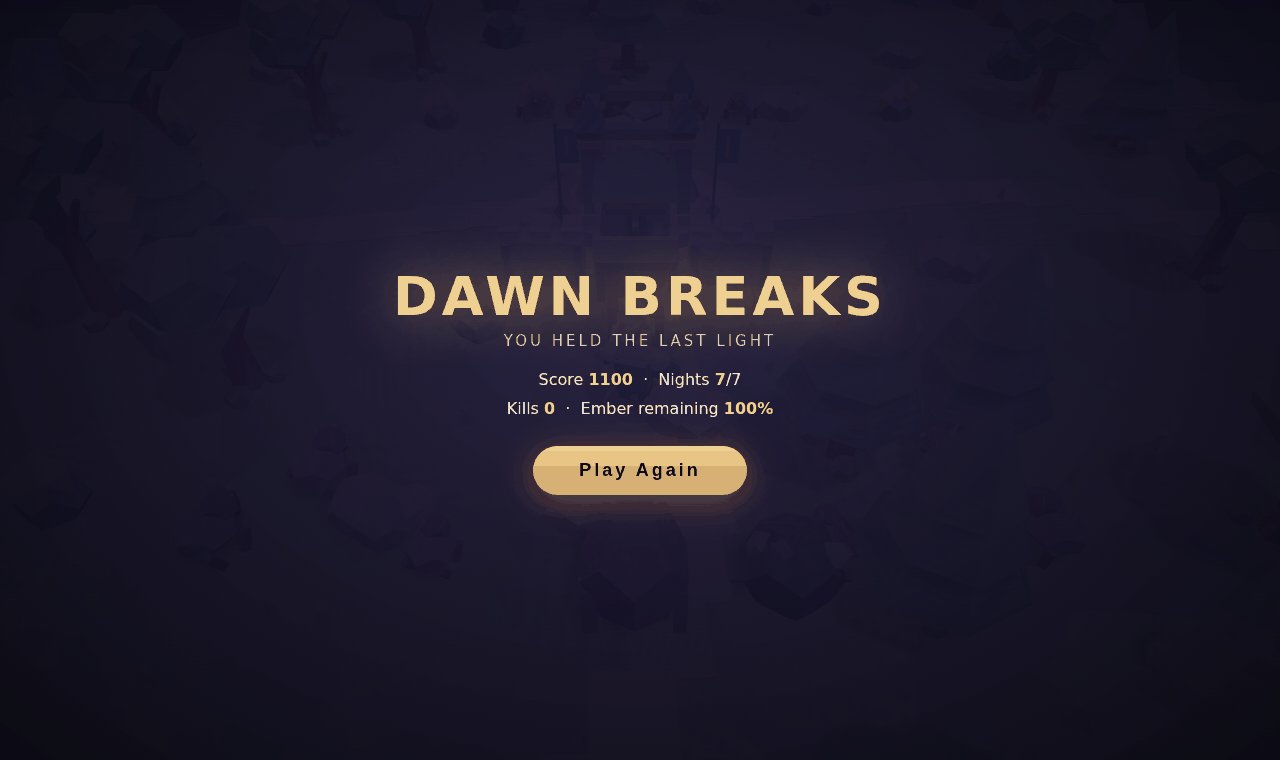 DAWN BREAKS
YOU HELD THE LAST LIGHT
Score 1100 · Nights 7/7
Kills 0 · Ember remaining 100%
Play Again